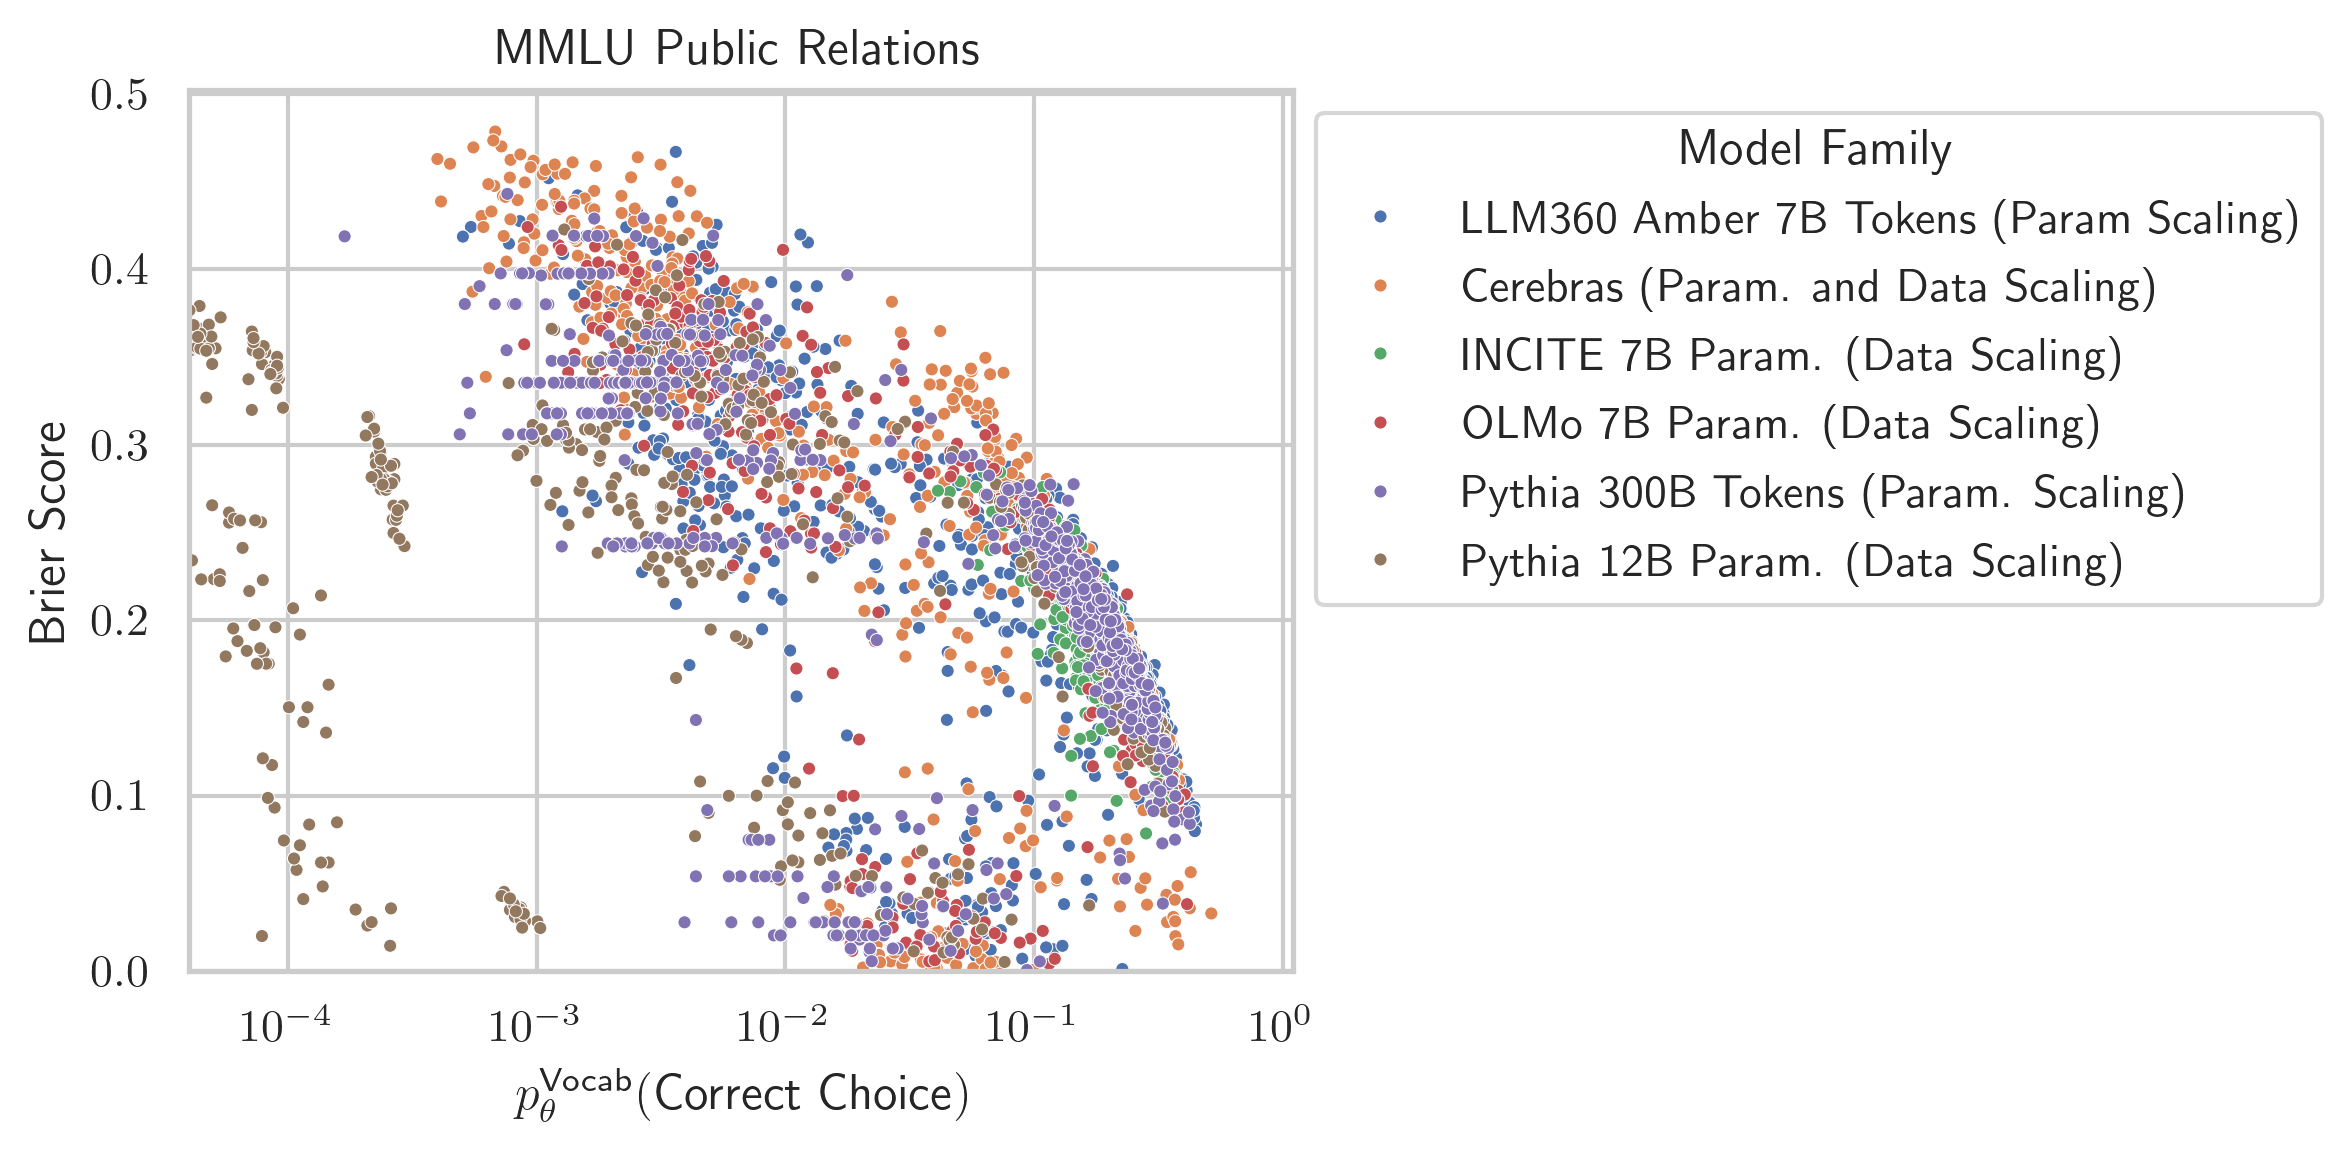 MMLU Public Relations
0.5
0.4
0.3
0.2
0.1
0.0
Brier Score
10⁻⁴ 10⁻³ 10⁻² 10⁻¹ 10⁰
p_θ^Vocab(Correct Choice)
Model Family
LLM360 Amber 7B Tokens (Param Scaling)
Cerebras (Param. and Data Scaling)
INCITE 7B Param. (Data Scaling)
OLMo 7B Param. (Data Scaling)
Pythia 300B Tokens (Param. Scaling)
Pythia 12B Param. (Data Scaling)